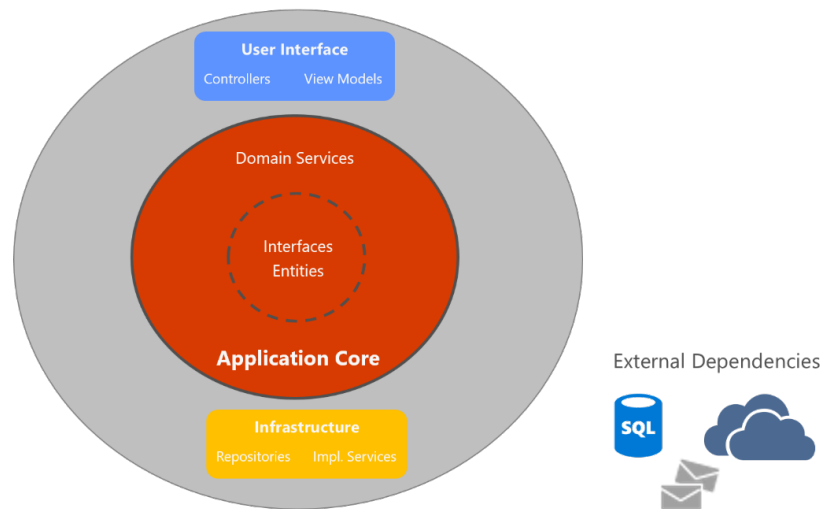 User Interface
Controllers View Models
Domain Services
Interfaces
Entities
Application Core
Infrastructure
Repositories Impl. Services
External Dependencies
SQL